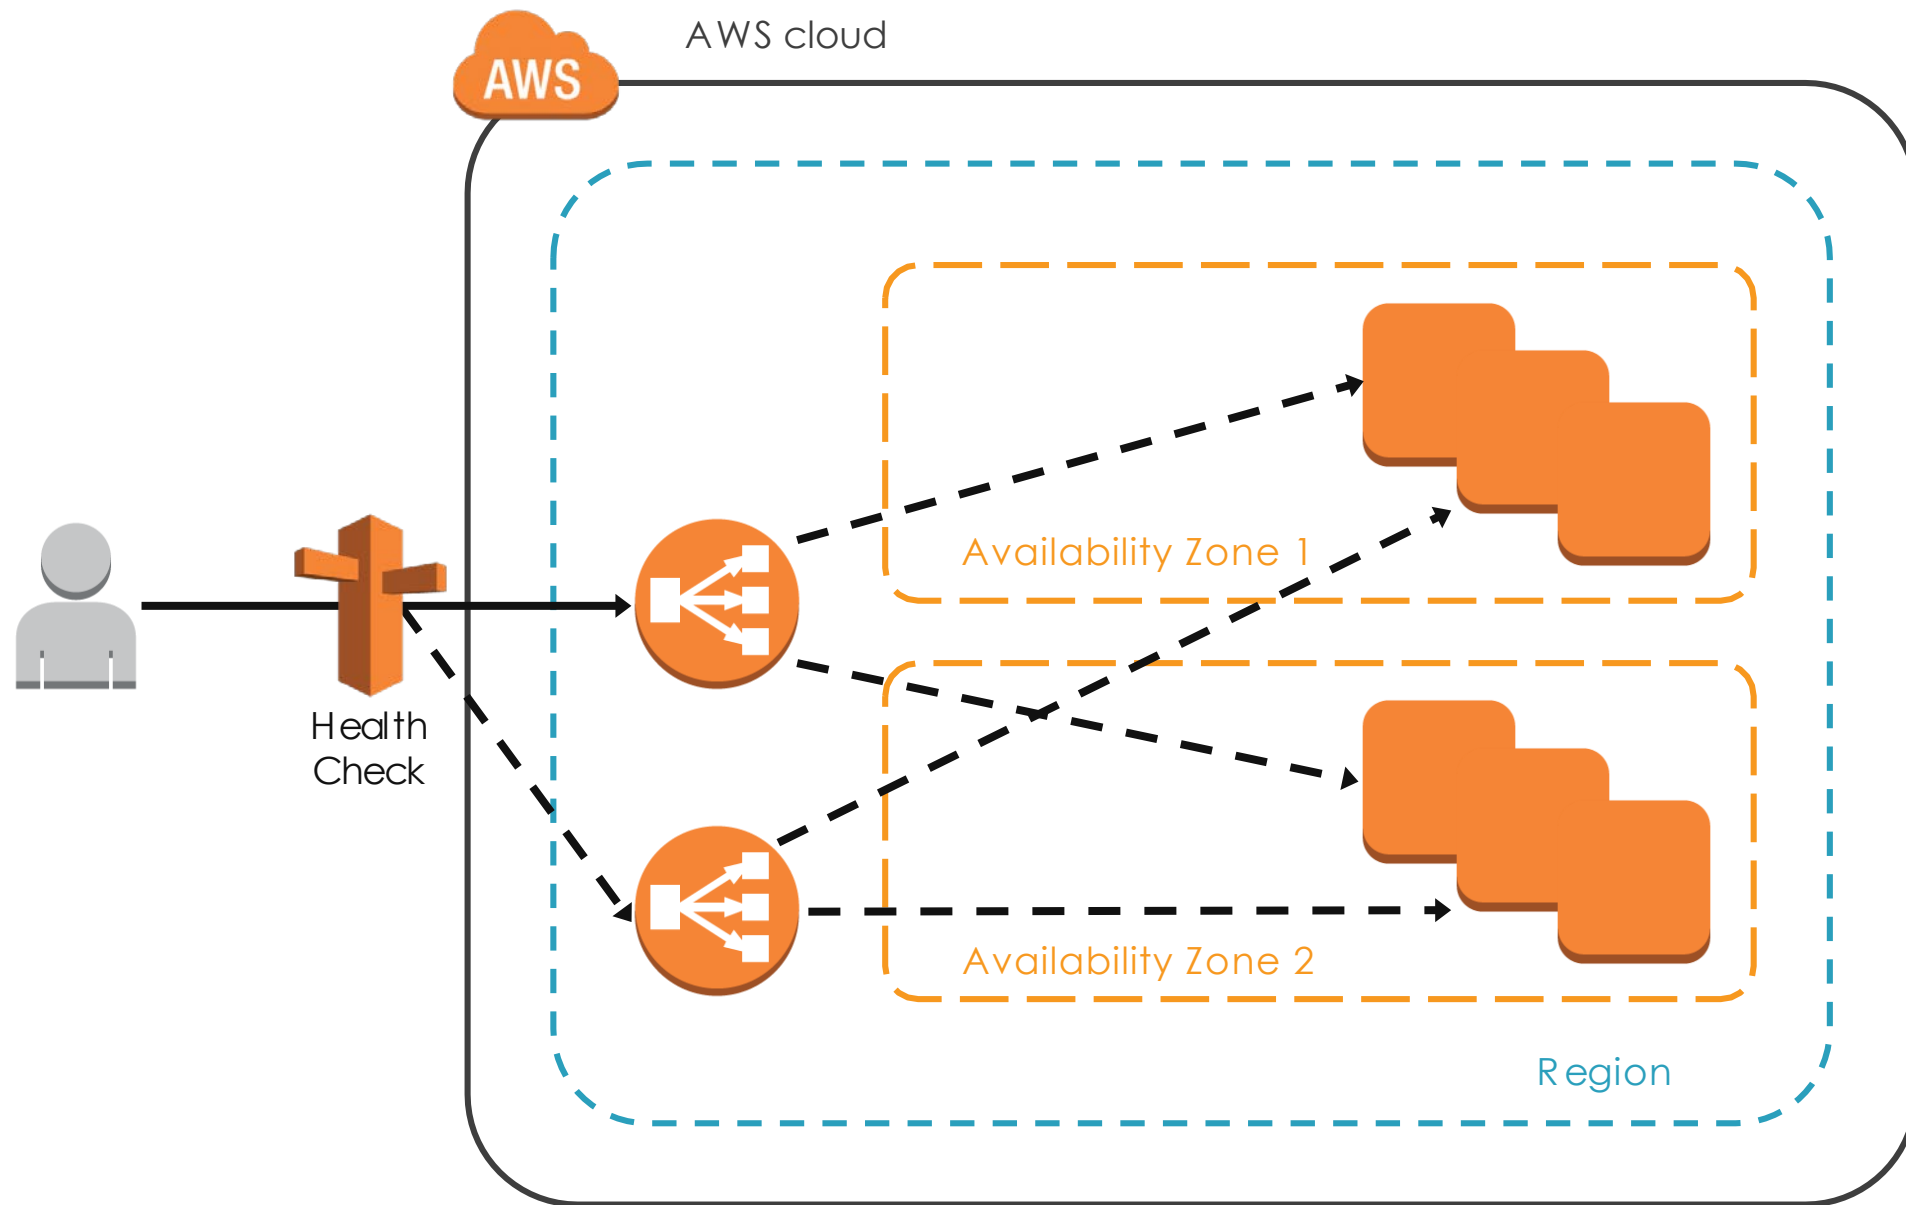 AWS cloud
AWS
Availability Zone 1
Health
Check
Availability Zone 2
Region